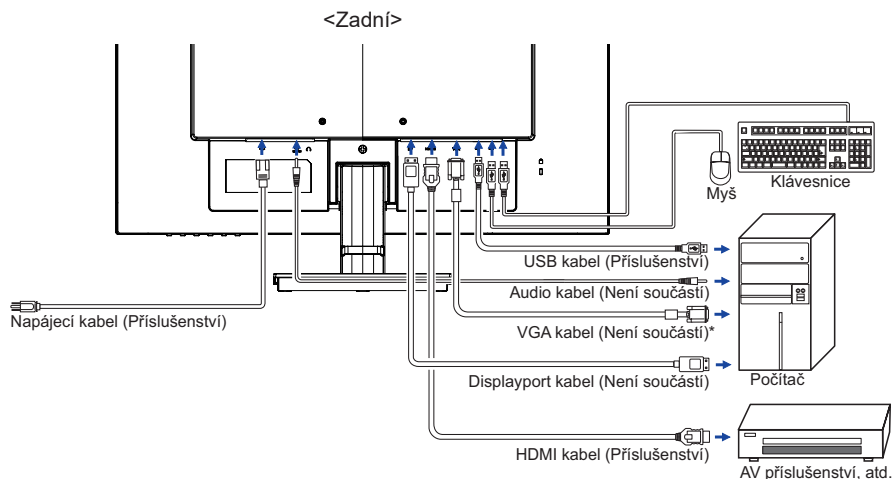 <Zadní>
Myš
Klávesnice
USB kabel (Příslušenství)
Audio kabel (Není součástí)
Napájecí kabel (Příslušenství)
VGA kabel (Není součástí)*
Displayport kabel (Není součástí)
Počítač
HDMI kabel (Příslušenství)
AV příslušenství, atd.